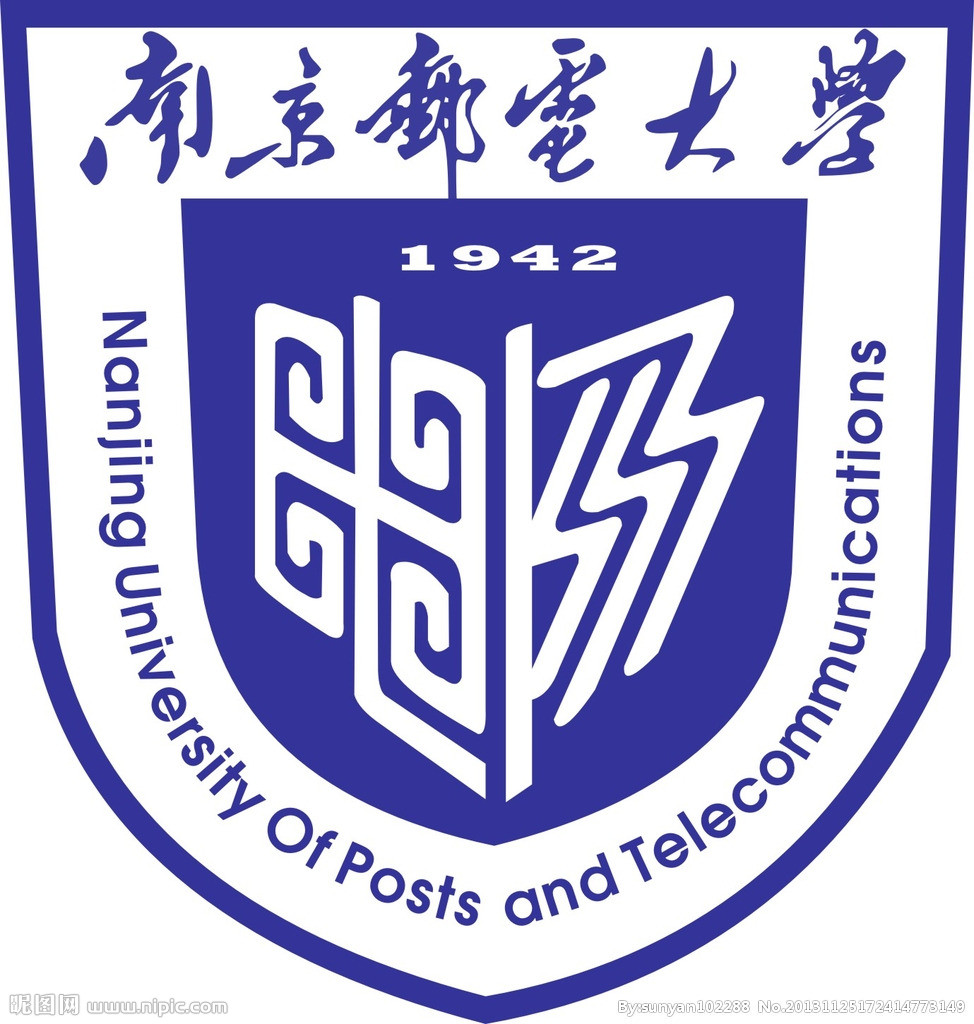 南京郵電大學
1942
Nanjing University Of Posts and Telecommunications
昵图网 www.nipic.com
By:sunyan102288 No.20131125172414773149